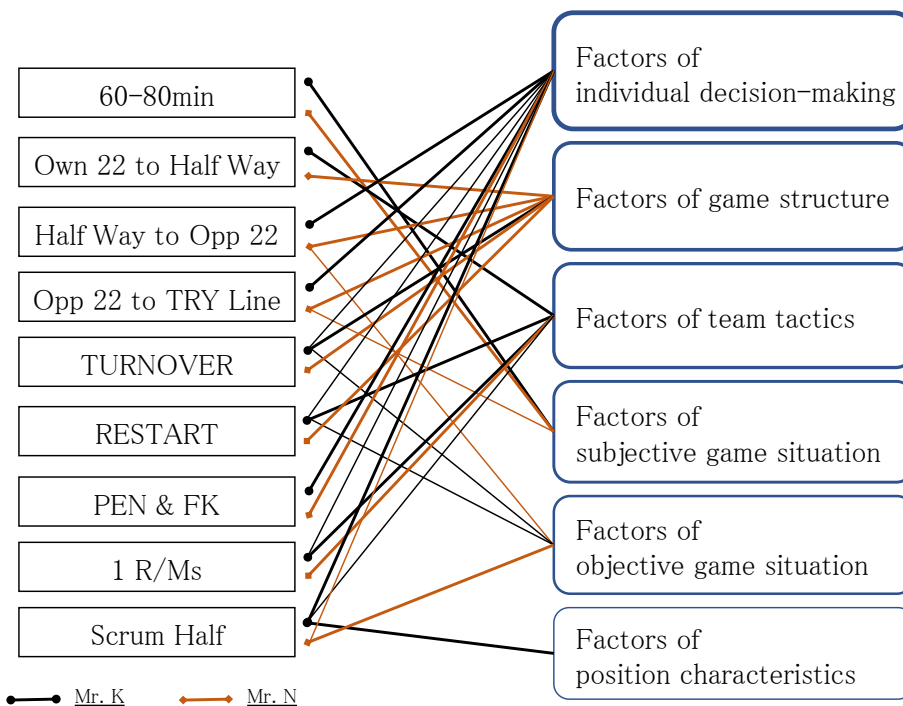 60-80min
Own 22 to Half Way
Half Way to Opp 22
Opp 22 to TRY Line
TURNOVER
RESTART
PEN & FK
1 R/Ms
Scrum Half
Factors of
individual decision-making
Factors of game structure
Factors of team tactics
Factors of
subjective game situation
Factors of
objective game situation
Factors of
position characteristics
Mr. K
Mr. N